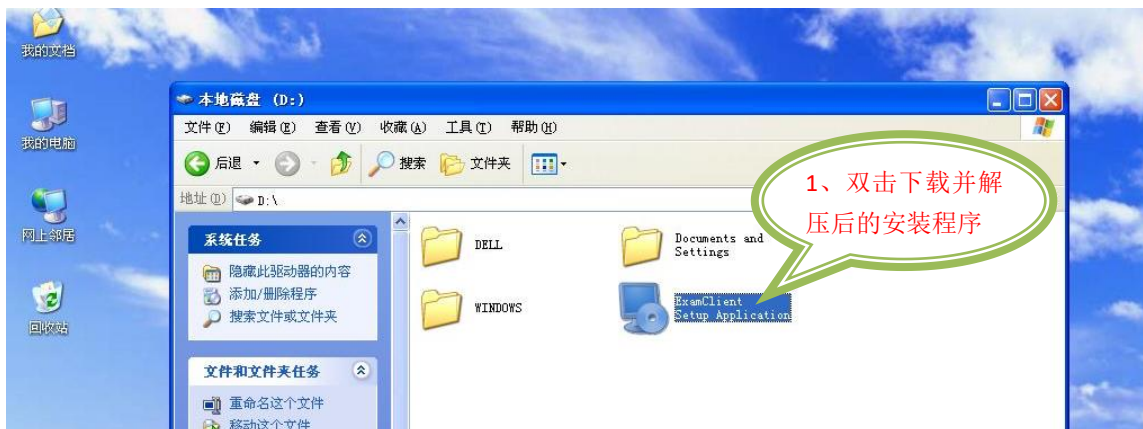 我的文档
我的电脑
网上邻居
回收站
本地磁盘 (D:)
文件(F) 编辑(E) 查看(V) 收藏(A) 工具(T) 帮助(H)
后退 搜索 文件夹
地址(D) D:\
系统任务
隐藏此驱动器的内容
添加/删除程序
搜索文件或文件夹
文件和文件夹任务
重命名这个文件
移动这个文件
DELL
Documents and
Settings
WINDOWS
ExamClient
Setup Application
1、双击下载并解
压后的安装程序